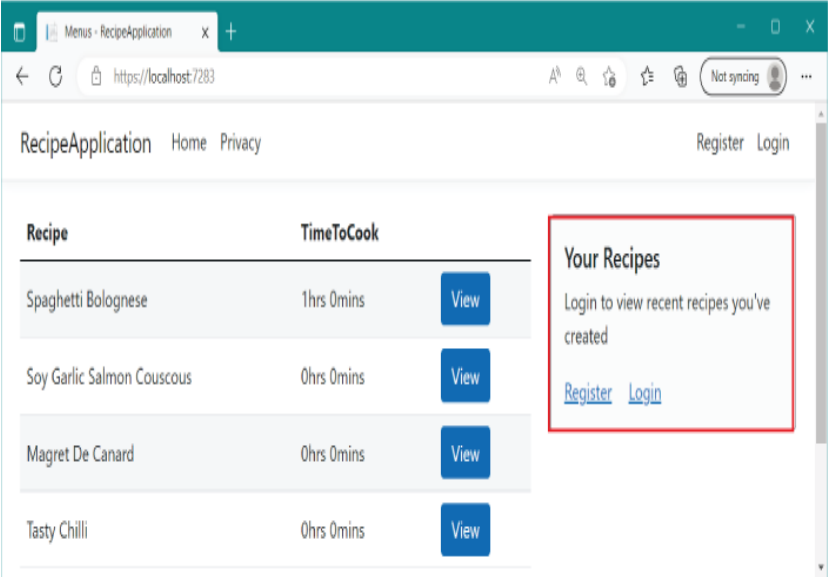 Menus - RecipeApplication
https://localhost:7283
Not syncing
RecipeApplication Home Privacy Register Login
Recipe TimeToCook
Spaghetti Bolognese 1hrs 0mins View
Soy Garlic Salmon Couscous 0hrs 0mins View
Magret De Canard 0hrs 0mins View
Tasty Chilli 0hrs 0mins View
Your Recipes
Login to view recent recipes you've
created
Register Login